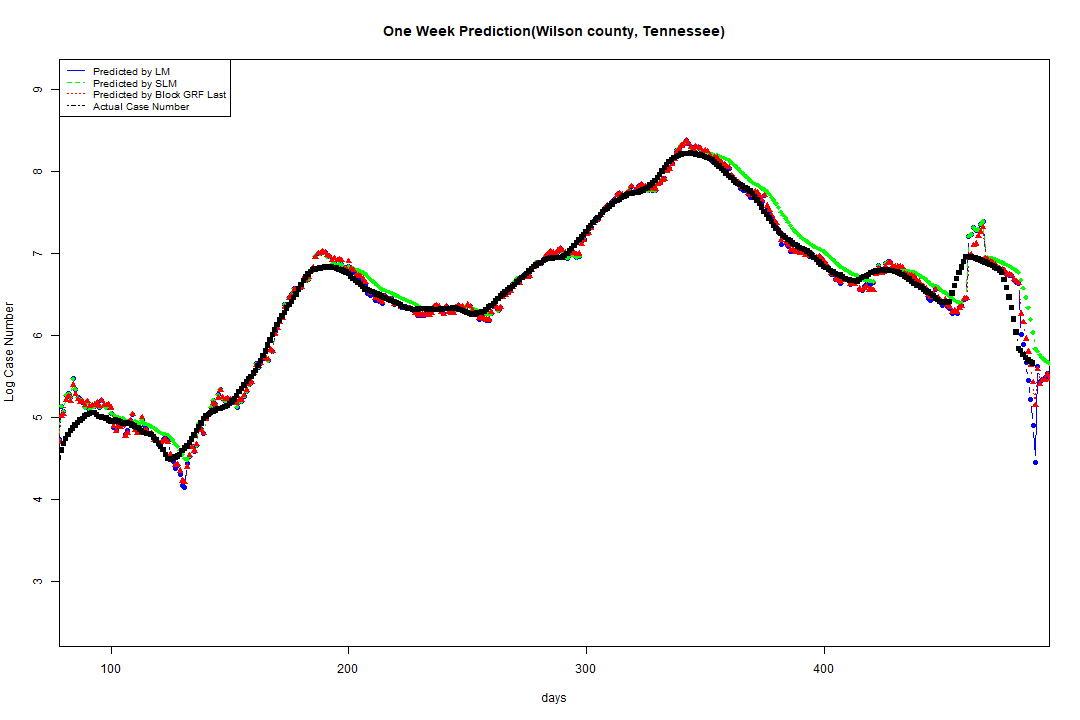 One Week Prediction(Wilson county, Tennessee)
Predicted by LM
Predicted by SLM
Predicted by Block GRF Last
Actual Case Number
9
8
7
6
5
4
3
Log Case Number
100 200 300 400
days